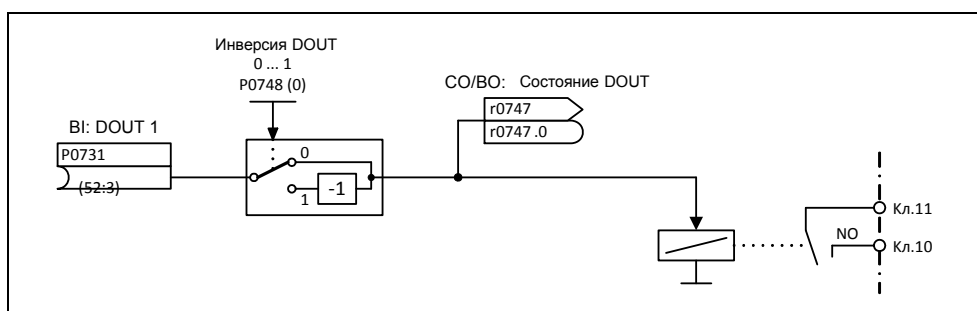 Инверсия DOUT
0 ... 1
P0748 (0)
CO/BO: Состояние DOUT
r0747
r0747 .0
BI: DOUT 1
P0731
(52:3)
0
-1
1
Кл.11
NO
Кл.10